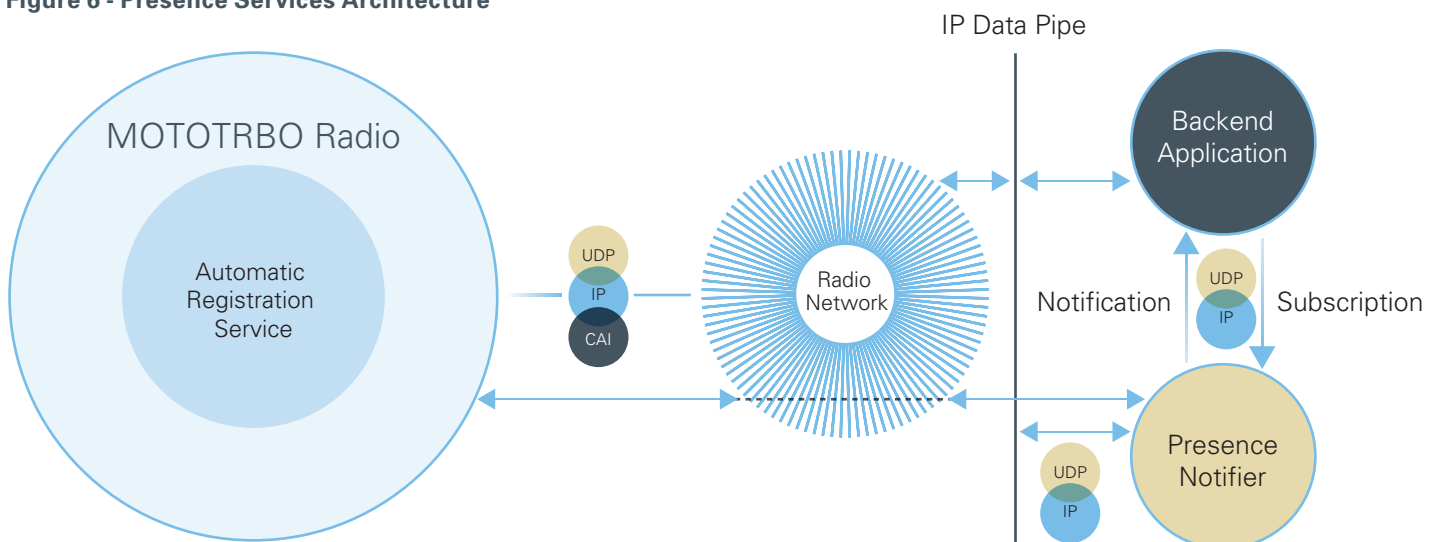 Figure 6 - Presence Services Architecture
IP Data Pipe
MOTOTRBO Radio
Automatic
Registration
Service
UDP
IP
CAI
Radio
Network
Backend
Application
Notification
UDP
IP
Subscription
Presence
Notifier
UDP
IP